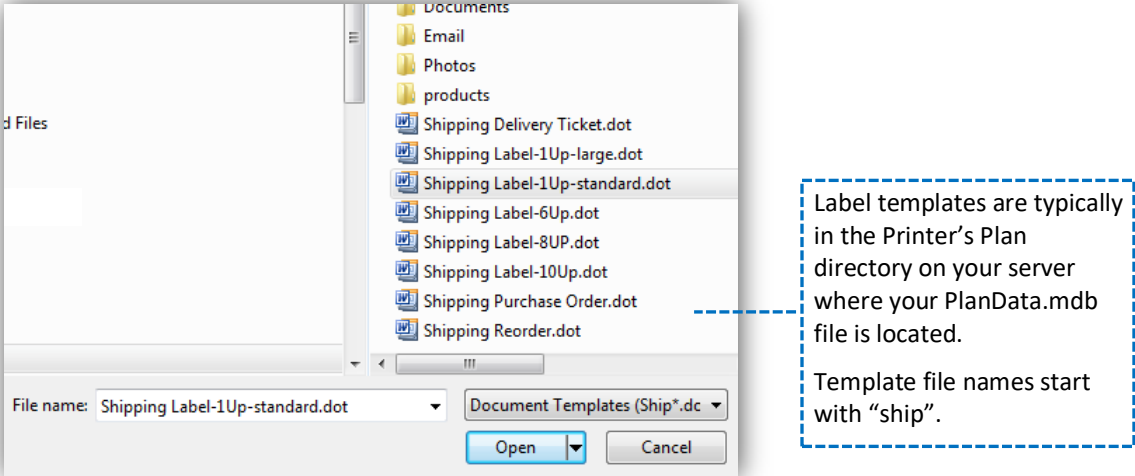 Documents
Email
Photos
products
d Files
Shipping Delivery Ticket.dot
Shipping Label-1Up-large.dot
Shipping Label-1Up-standard.dot
Shipping Label-6Up.dot
Shipping Label-8UP.dot
Shipping Label-10Up.dot
Shipping Purchase Order.dot
Shipping Reorder.dot
File name: Shipping Label-1Up-standard.dot
Document Templates (Ship*.dc
Open
Cancel
Label templates are typically
in the Printer’s Plan
directory on your server
where your PlanData.mdb
file is located.
Template file names start
with “ship”.